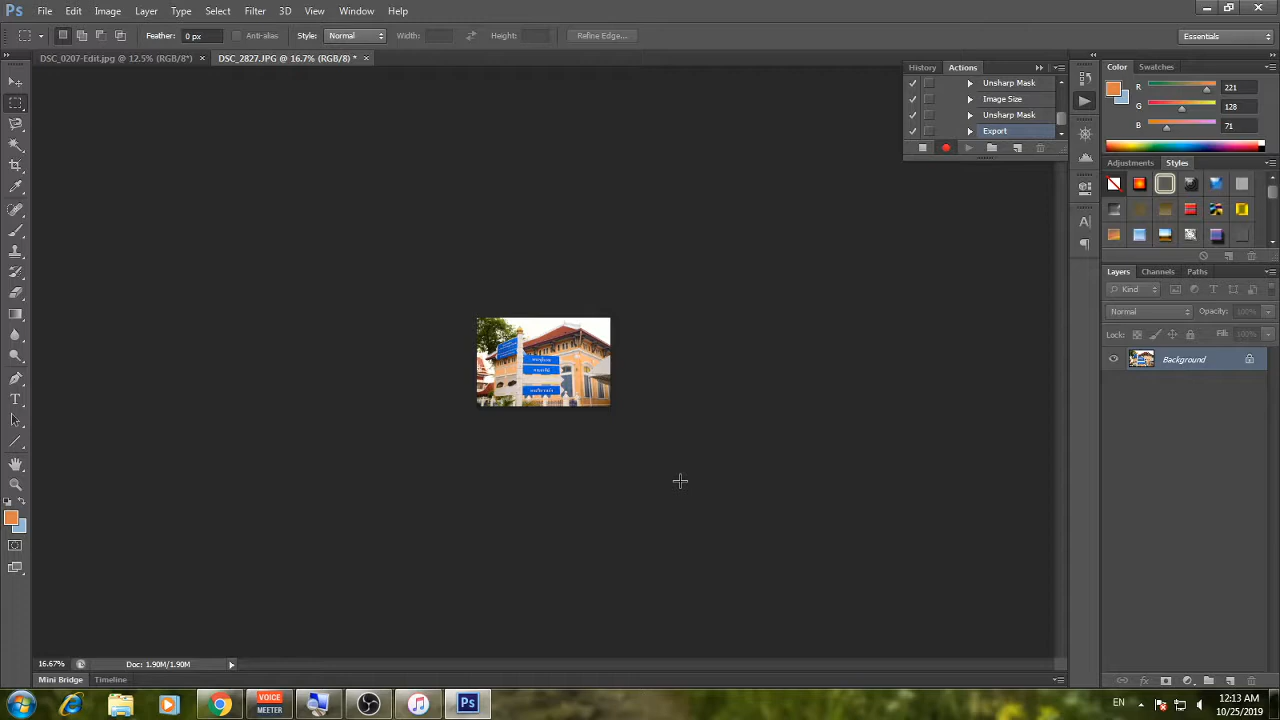 Ps File Edit Image Layer Type Select Filter 3D View Window Help
Feather: 0 px Anti-alias Style: Normal Width: Height: Refine Edge... Essentials
DSC_0207-Edit.jpg @ 12.5% (RGB/8*) × DSC_2827.JPG @ 16.7% (RGB/8) * ×
History Actions
Unsharp Mask
Image Size
Unsharp Mask
Export
Color Swatches
R 221
G 128
B 71
Adjustments Styles
Layers Channels Paths
Kind
Normal Opacity: 100%
Lock: Fill: 100%
Background
16.67% Doc: 1.90M/1.90M
Mini Bridge Timeline
VOICE
MEETER
Ps
EN 12:13 AM
10/25/2019